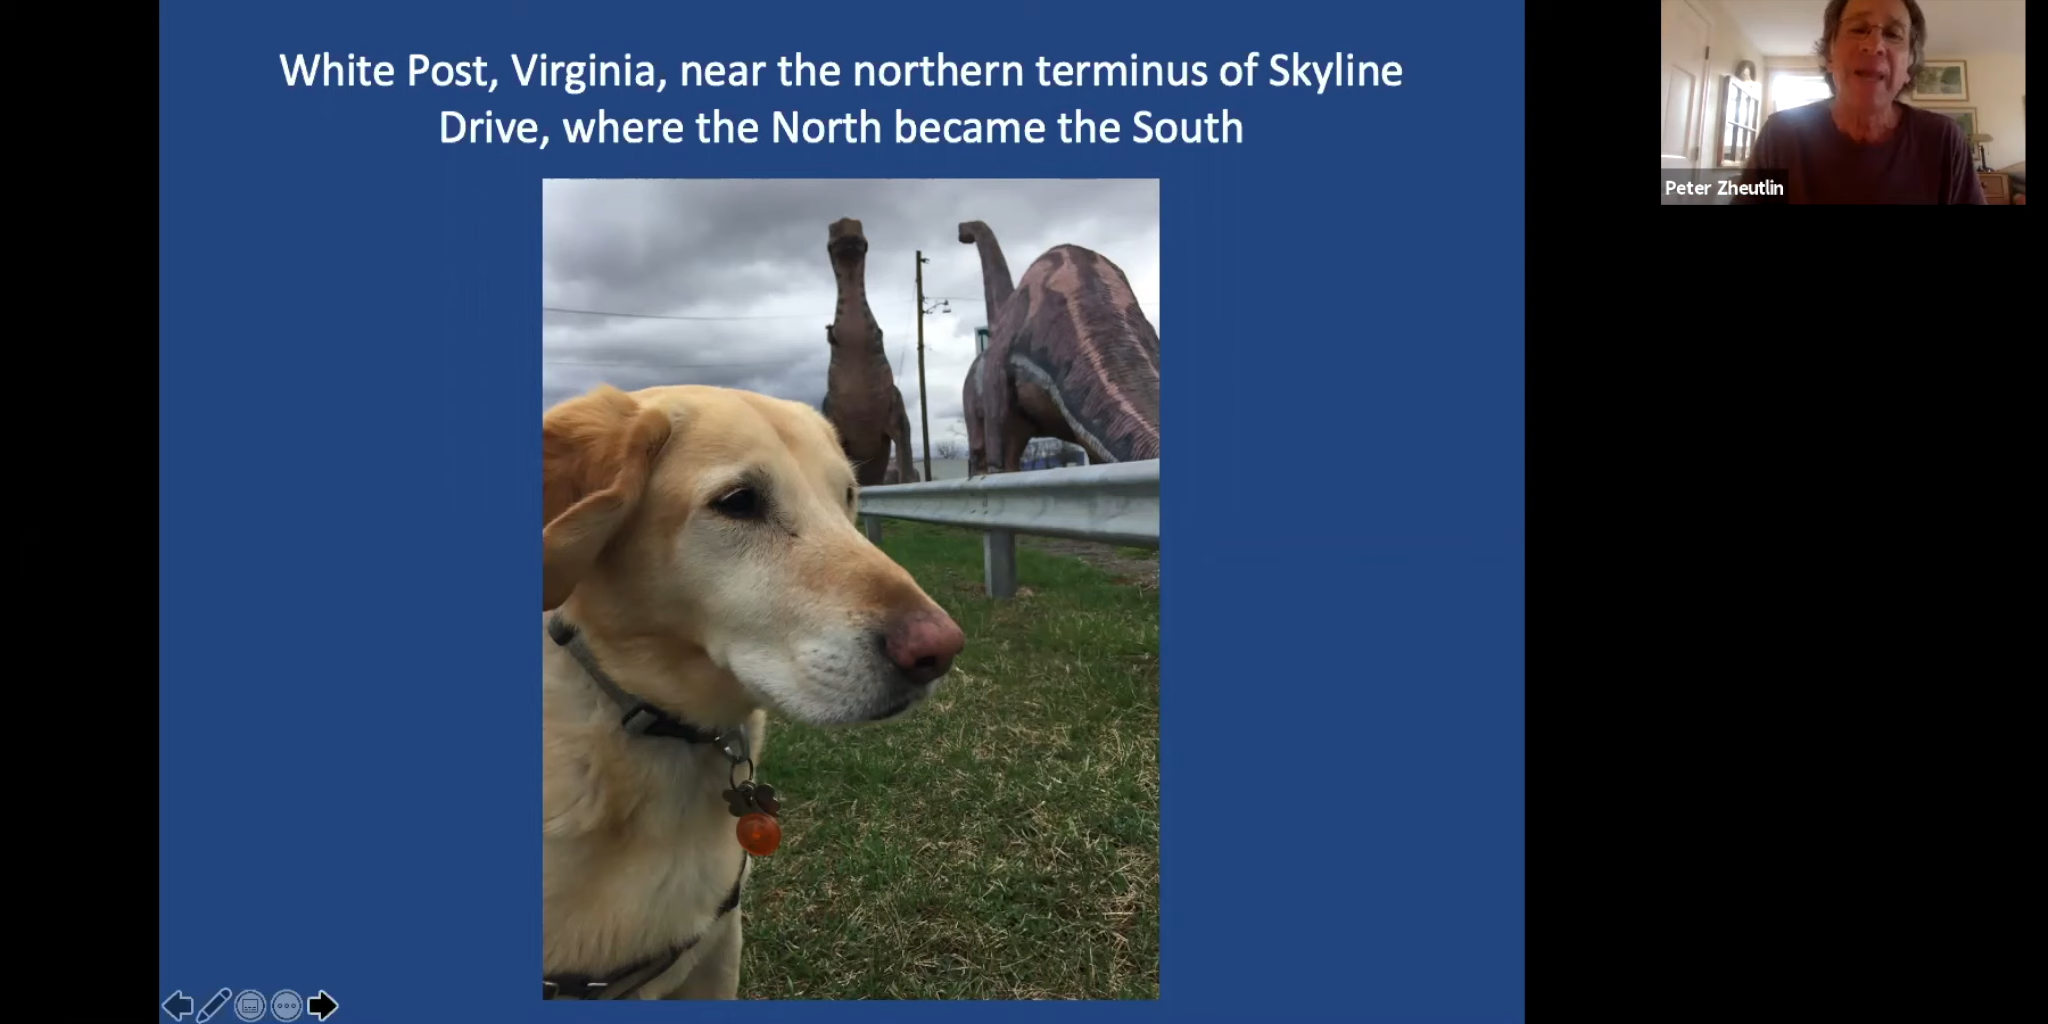 White Post, Virginia, near the northern terminus of Skyline
Drive, where the North became the South
Peter Zheutlin